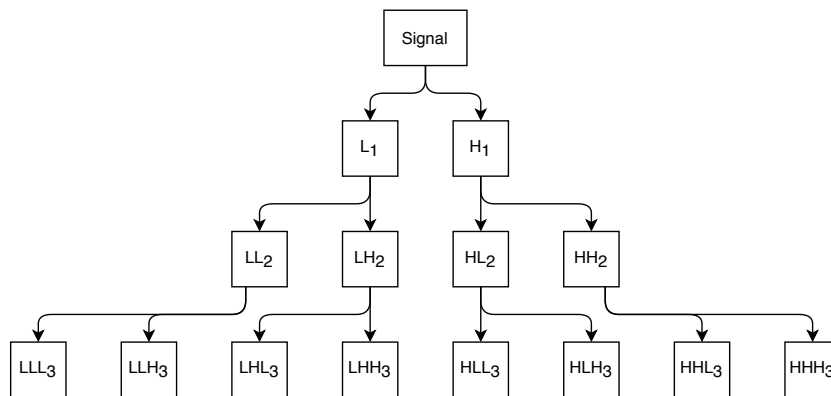 Signal
L₁ H₁
LL₂ LH₂ HL₂ HH₂
LLL₃ LLH₃ LHL₃ LHH₃ HLL₃ HLH₃ HHL₃ HHH₃